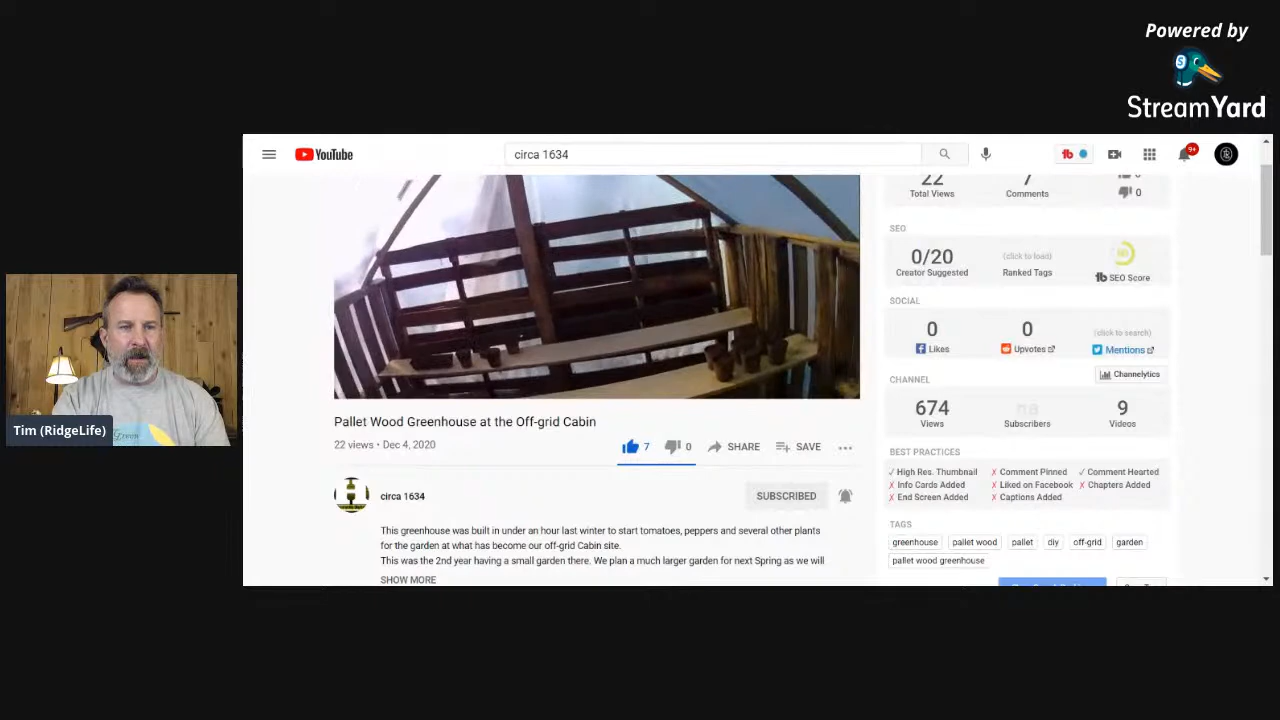 Powered by
StreamYard
YouTube
circa 1634
9+
22
Total Views
7
Comments
0
SEO
0/20
Creator Suggested
(click to load)
Ranked Tags
tb SEO Score
SOCIAL
0
Likes
0
Upvotes
(click to search)
Mentions
Channelytics
CHANNEL
674
Views
na
Subscribers
9
Videos
Pallet Wood Greenhouse at the Off-grid Cabin
22 views • Dec 4, 2020
7
0
SHARE
SAVE
BEST PRACTICES
✓ High Res. Thumbnail ✗ Comment Pinned ✓ Comment Hearted
✗ Info Cards Added ✗ Liked on Facebook ✗ Chapters Added
✗ End Screen Added ✗ Captions Added
circa 1634
SUBSCRIBED
This greenhouse was built in under an hour last winter to start tomatoes, peppers and several other plants
for the garden at what has become our off-grid Cabin site.
This was the 2nd year having a small garden there. We plan a much larger garden for next Spring as we will
SHOW MORE
TAGS
greenhouse pallet wood pallet diy off-grid garden
pallet wood greenhouse
Tim (RidgeLife)